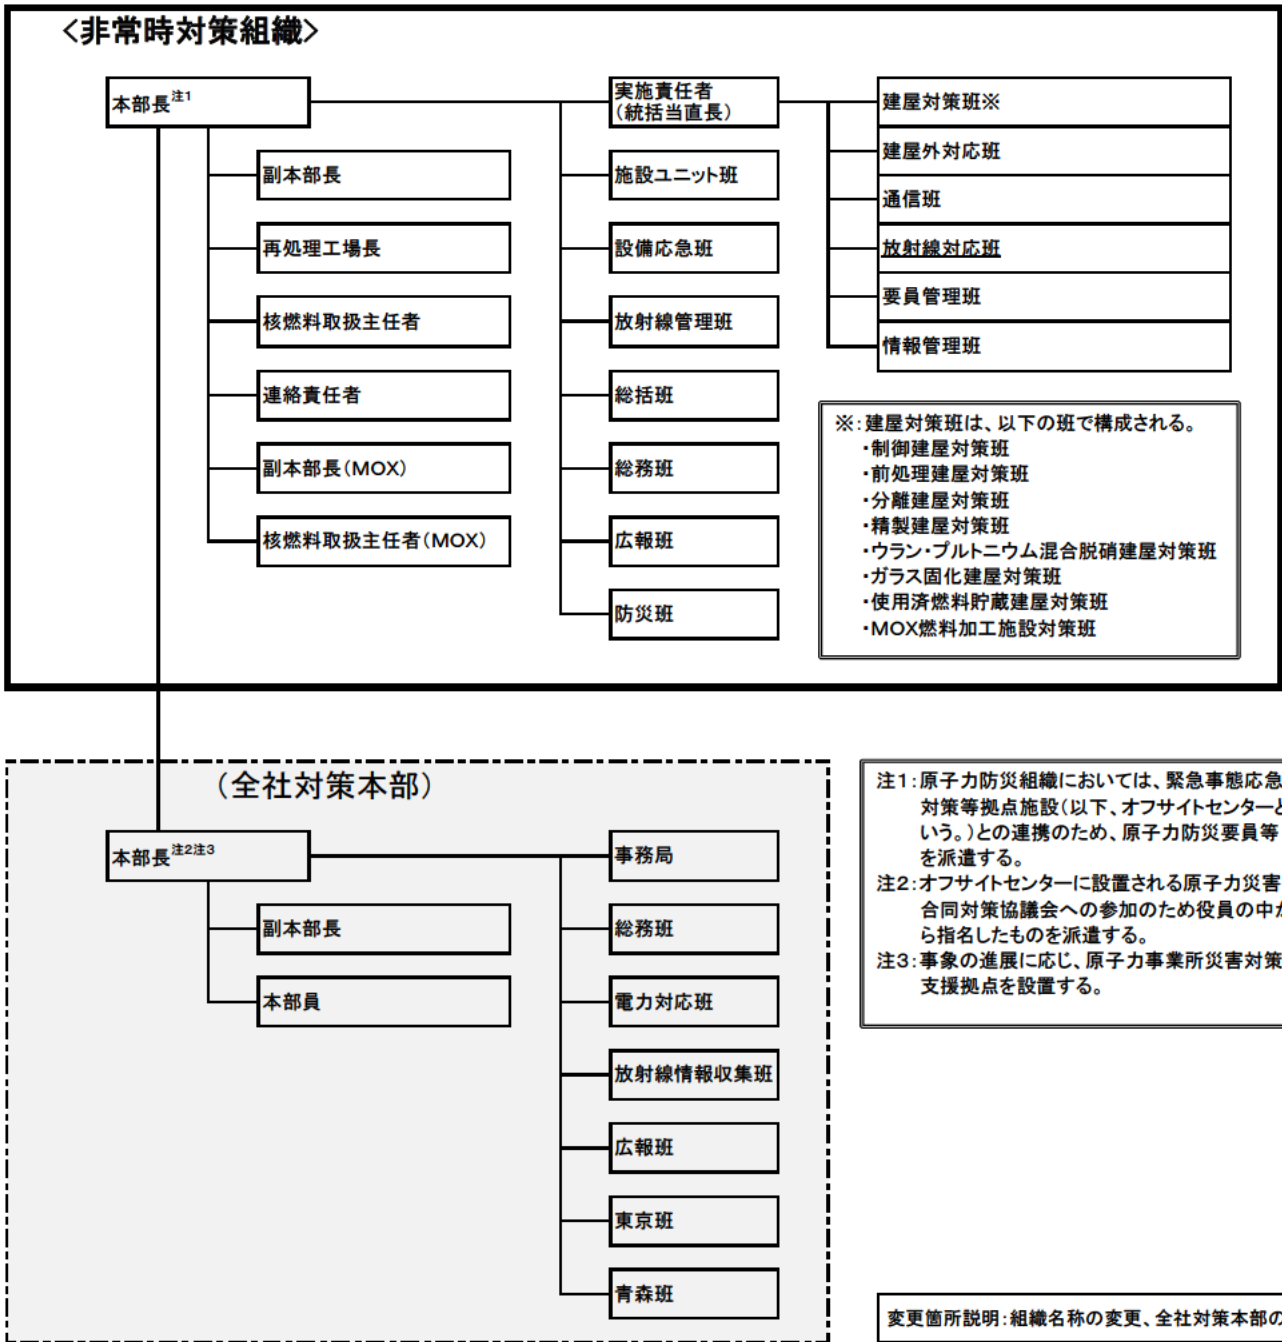 <非常時対策組織>
本部長注1
副本部長
再処理工場長
核燃料取扱主任者
連絡責任者
副本部長(MOX)
核燃料取扱主任者(MOX)
実施責任者
(統括当直長)
施設ユニット班
設備応急班
放射線管理班
総括班
総務班
広報班
防災班
建屋対策班※
建屋外対応班
通信班
放射線対応班
要員管理班
情報管理班
※:建屋対策班は、以下の班で構成される。
・制御建屋対策班
・前処理建屋対策班
・分離建屋対策班
・精製建屋対策班
・ウラン・プルトニウム混合脱硝建屋対策班
・ガラス固化建屋対策班
・使用済燃料貯蔵建屋対策班
・MOX燃料加工施設対策班
(全社対策本部)
本部長注2注3
副本部長
本部員
事務局
総務班
電力対応班
放射線情報収集班
広報班
東京班
青森班
注1:原子力防災組織においては、緊急事態応急
対策等拠点施設(以下、オフサイトセンターと
いう。)との連携のため、原子力防災要員等
を派遣する。
注2:オフサイトセンターに設置される原子力災害
合同対策協議会への参加のため役員の中か
ら指名したものを派遣する。
注3:事象の進展に応じ、原子力事業所災害対策
支援拠点を設置する。
変更箇所説明:組織名称の変更、全社対策本部の